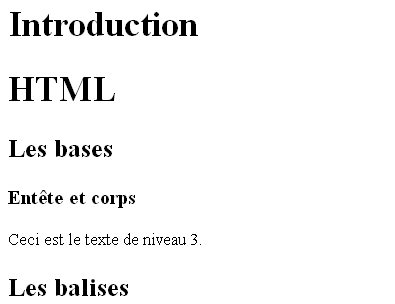 Introduction
HTML
Les bases
Entête et corps
Ceci est le texte de niveau 3.
Les balises